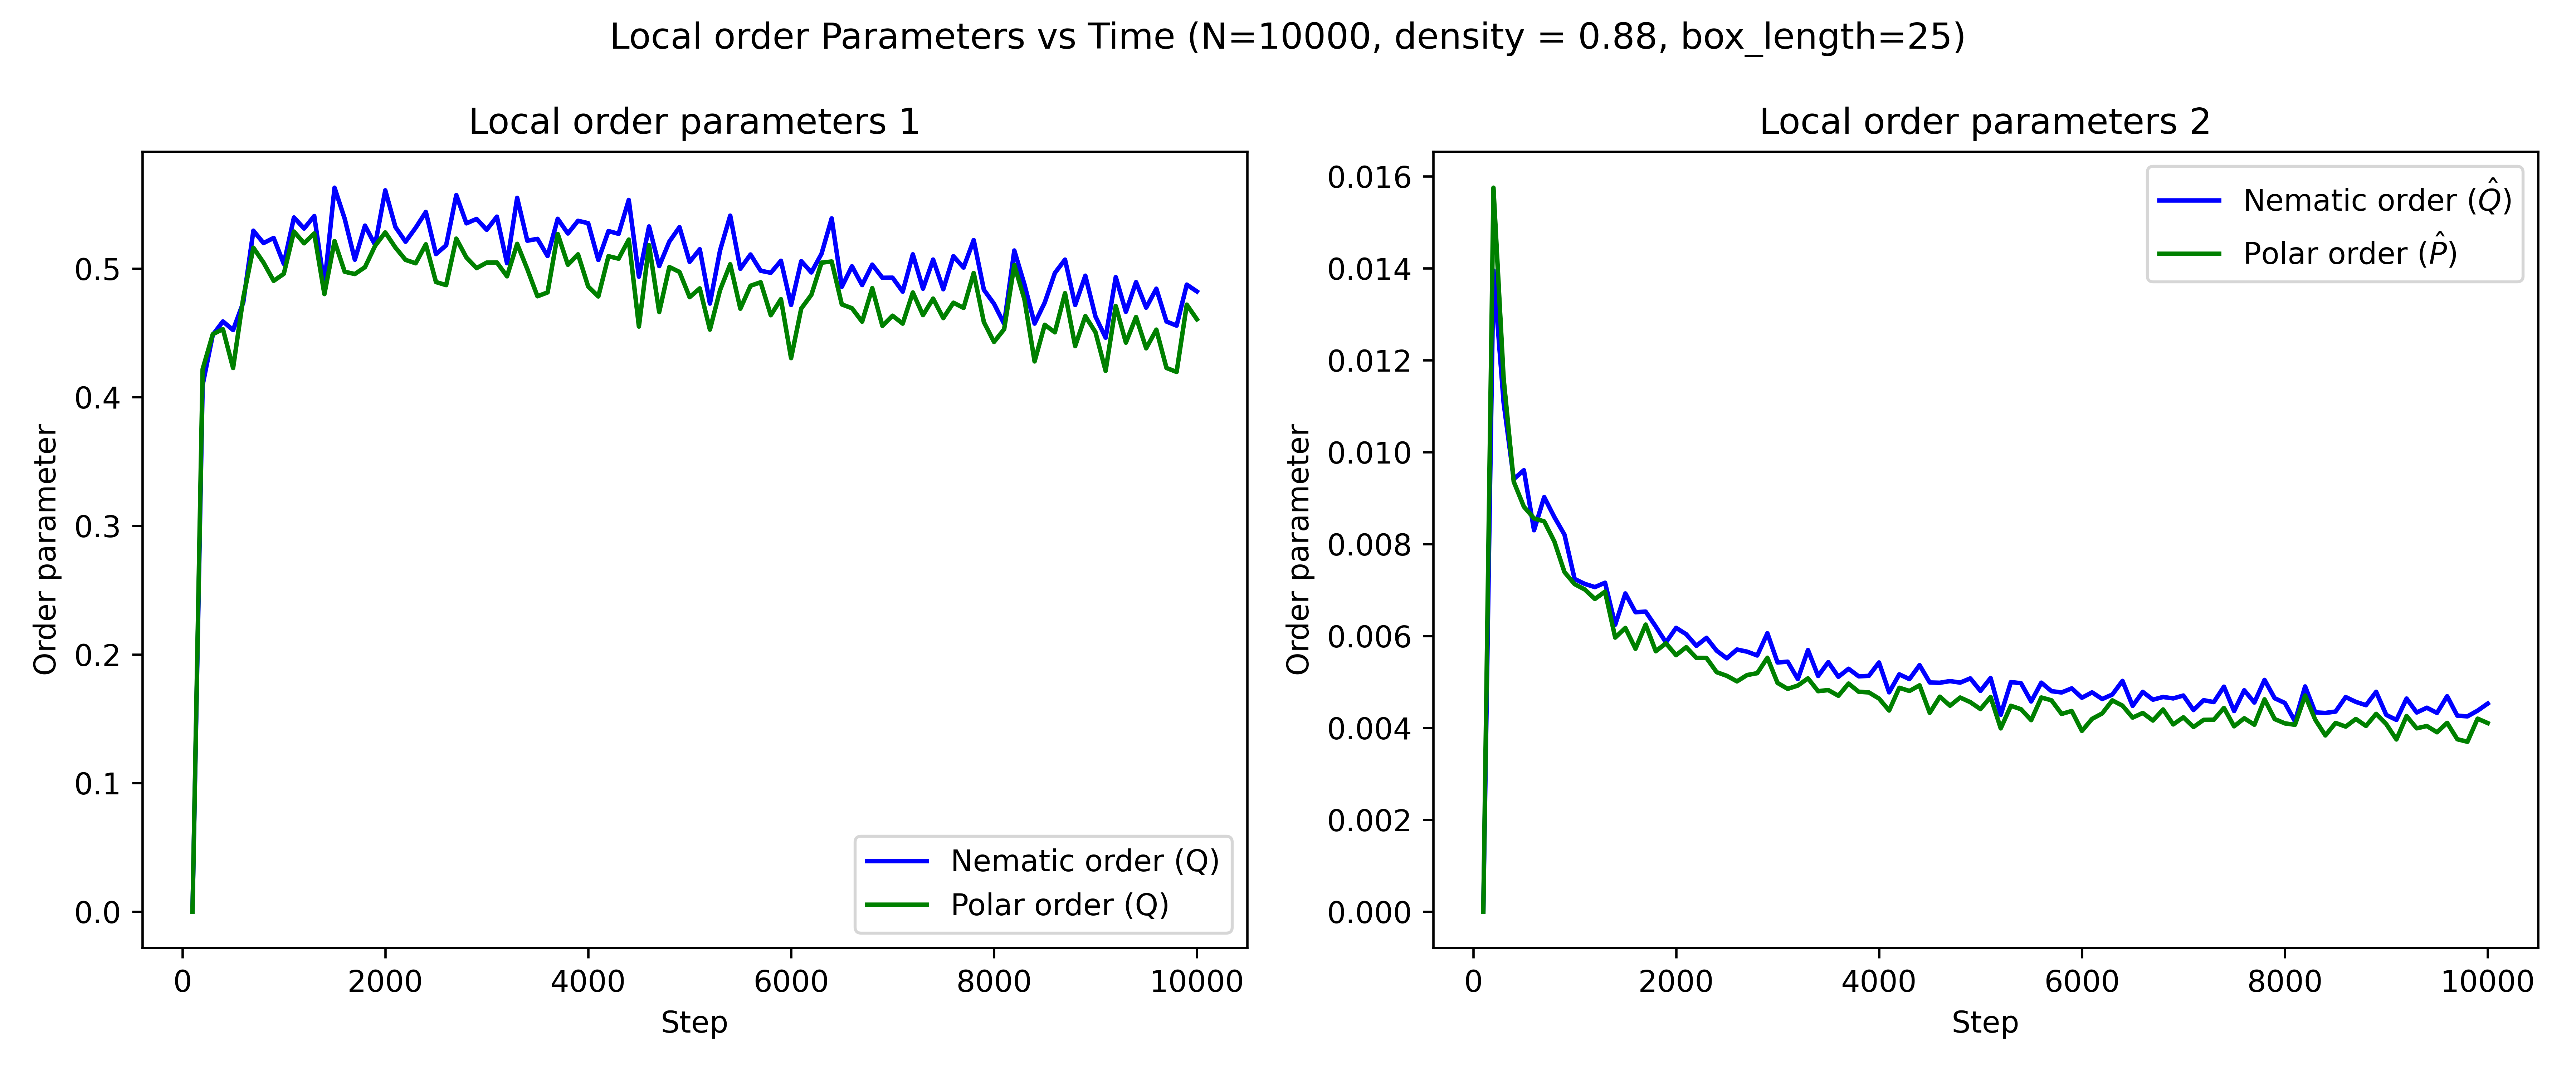 Local order Parameters vs Time (N=10000, density = 0.88, box_length=25)
Local order parameters 1
Order parameter
0.5
0.4
0.3
0.2
0.1
0.0
Nematic order (Q)
Polar order (Q)
0 2000 4000 6000 8000 10000
Step
Local order parameters 2
Order parameter
0.016
0.014
0.012
0.010
0.008
0.006
0.004
0.002
0.000
Nematic order (Q̂)
Polar order (P̂)
0 2000 4000 6000 8000 10000
Step